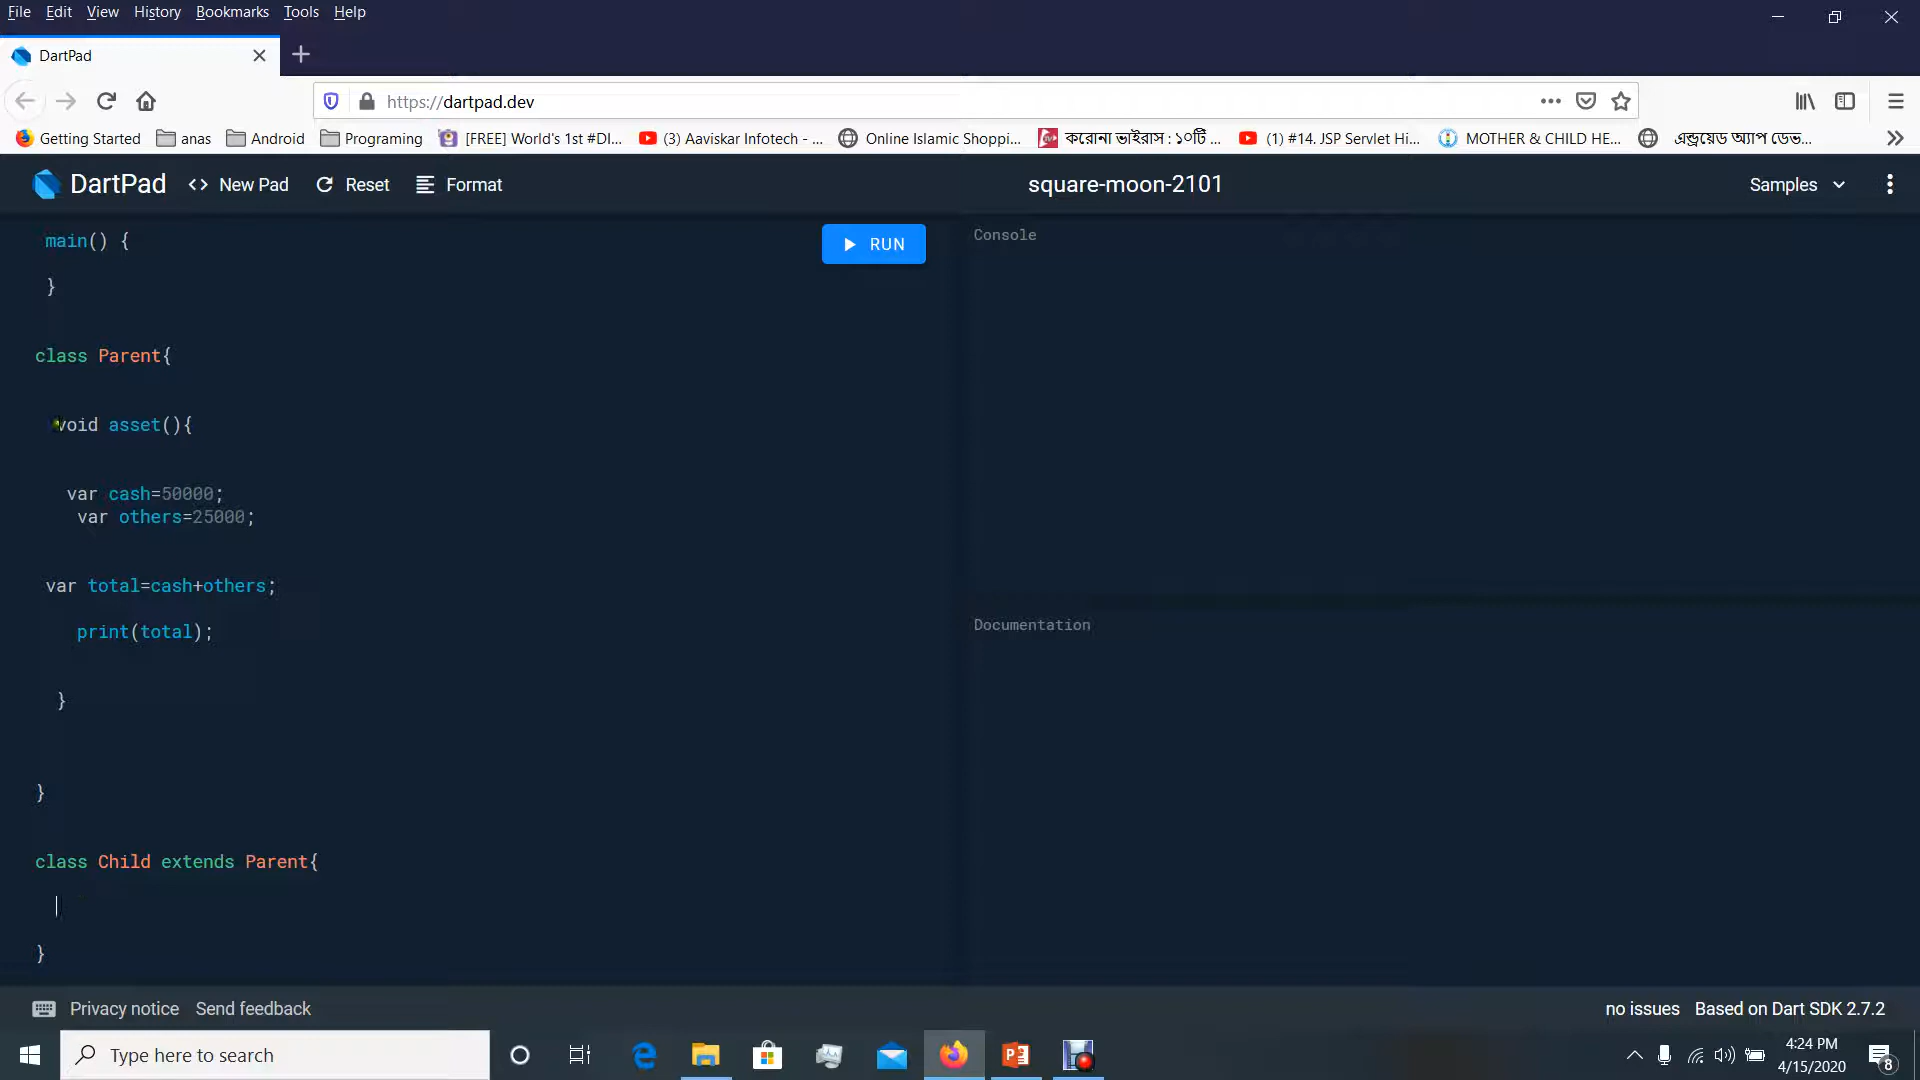 File Edit View History Bookmarks Tools Help
DartPad
https://dartpad.dev
Getting Started anas Android Programing [FREE] World's 1st #DI... (3) Aaviskar Infotech - ... Online Islamic Shoppi... করোনা ভাইরাস : ১০টি ... (1) #14. JSP Servlet Hi... MOTHER & CHILD HE... এন্ড্রয়েড অ্যাপ ডেভ...
DartPad <> New Pad Reset Format square-moon-2101 Samples
main() {
RUN
Console
}
class Parent{
void asset(){
var cash=50000;
var others=25000;
var total=cash+others;
print(total);
}
}
class Child extends Parent{
}
Documentation
Privacy notice Send feedback no issues Based on Dart SDK 2.7.2
Type here to search
4:24 PM
4/15/2020
8